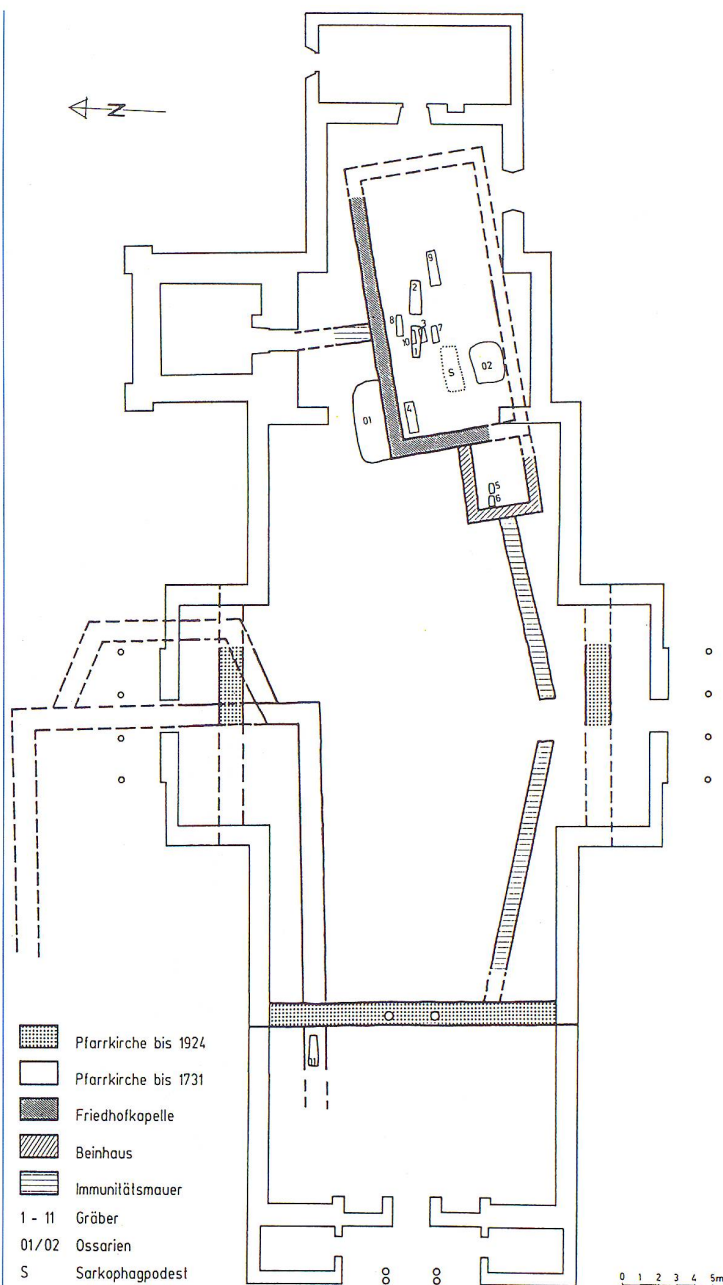 N
9
2
8
3
10
1
7
S
02
4
01
5
6
11
Pfarrkirche bis 1924
Pfarrkirche bis 1731
Friedhofkapelle
Beinhaus
Immunitätsmauer
1 - 11 Gräber
01/02 Ossarien
S Sarkophagpodest
0 1 2 3 4 5m